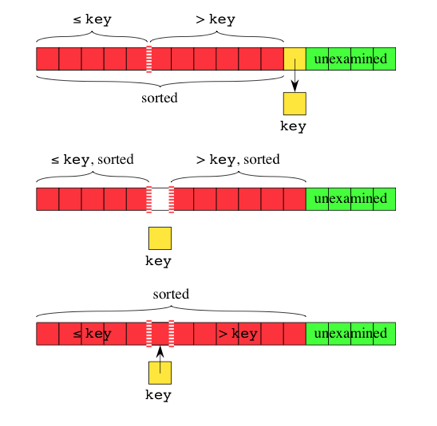 ≤ key > key
unexamined
sorted
key
≤ key, sorted > key, sorted
unexamined
key
sorted
≤ key > key unexamined
key